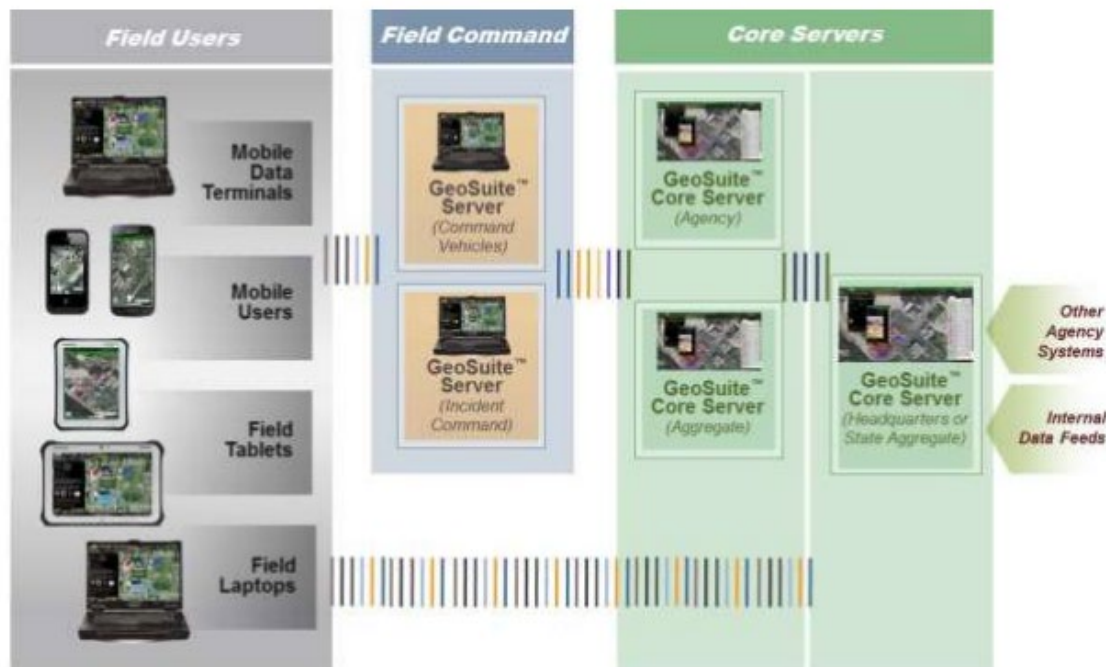 Field Users
Field Command
Core Servers
Mobile
Data
Terminals
Mobile
Users
Field
Tablets
Field
Laptops
GeoSuite™
Server
(Command
Vehicles)
GeoSuite™
Server
(Incident
Command)
GeoSuite™
Core Server
(Agency)
GeoSuite™
Core Server
(Aggregate)
GeoSuite™
Core Server
(Headquarters or
State Aggregate)
Other
Agency
Systems
Internal
Data Feeds